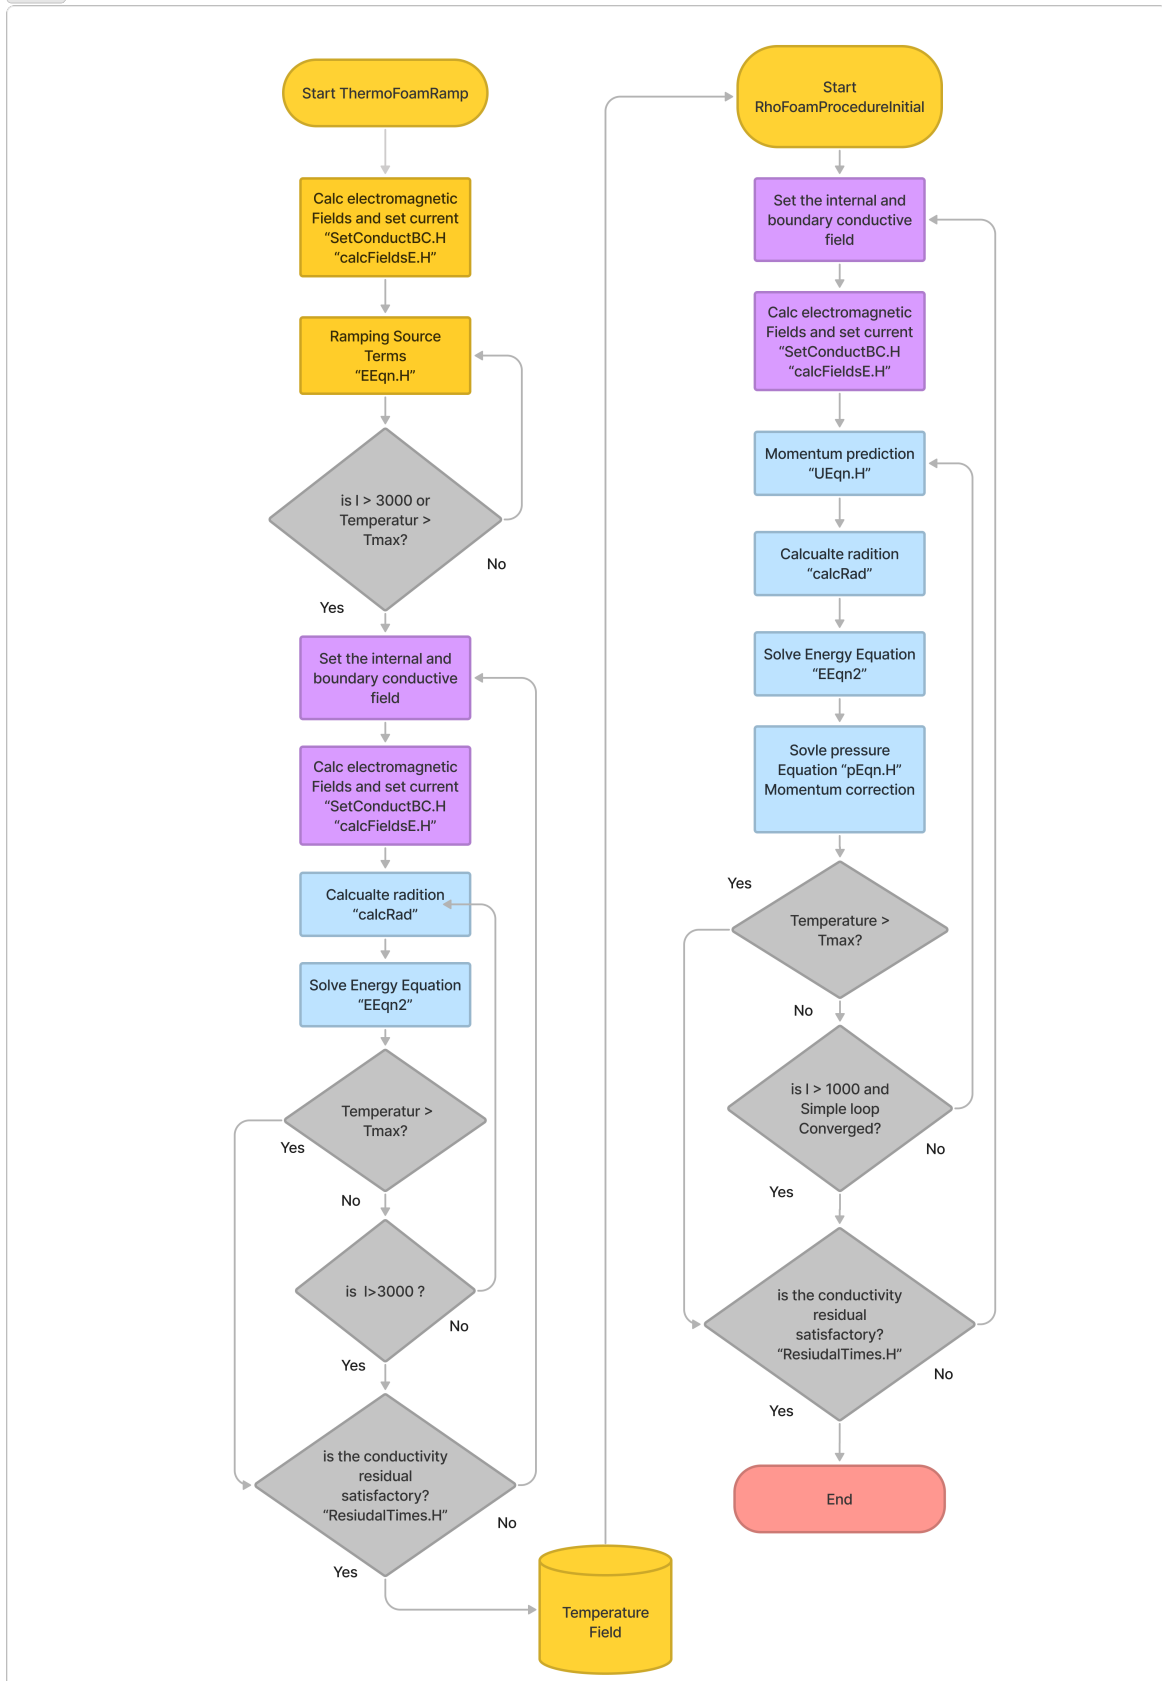 Start ThermoFoamRamp
Calc electromagnetic
Fields and set current
“SetConductBC.H
“calcFieldsE.H”
Ramping Source
Terms
“EEqn.H”
is I > 3000 or
Temperatur >
Tmax?
No
Yes
Set the internal and
boundary conductive
field
Calc electromagnetic
Fields and set current
“SetConductBC.H
“calcFieldsE.H”
Calcualte radition
“calcRad”
Solve Energy Equation
“EEqn2”
Temperatur >
Tmax?
Yes
No
is I>3000 ?
No
Yes
is the conductivity
residual
satisfactory?
“ResiudalTimes.H”
No
Yes
Temperature
Field
Start
RhoFoamProcedureInitial
Set the internal and
boundary conductive
field
Calc electromagnetic
Fields and set current
“SetConductBC.H
“calcFieldsE.H”
Momentum prediction
“UEqn.H”
Calcualte radition
“calcRad”
Solve Energy Equation
“EEqn2”
Sovle pressure
Equation “pEqn.H”
Momentum correction
Yes
Temperature >
Tmax?
No
is I > 1000 and
Simple loop
Converged?
No
Yes
is the conductivity
residual
satisfactory?
“ResiudalTimes.H”
No
Yes
End